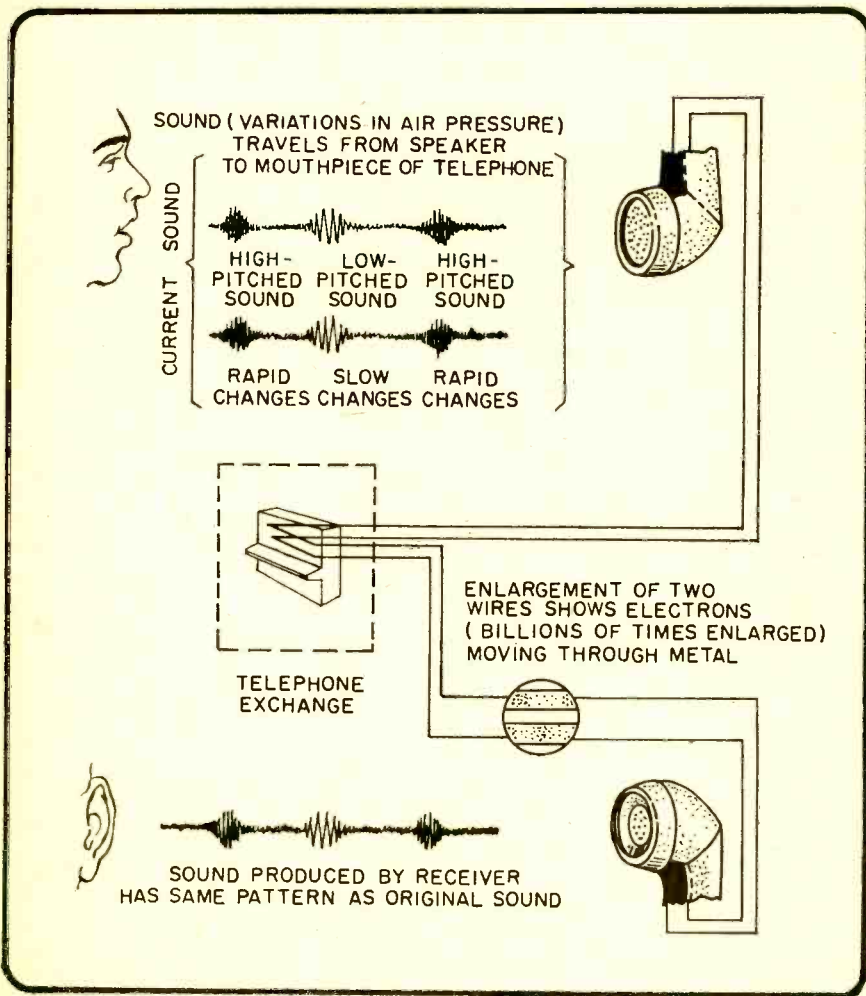 SOUND (VARIATIONS IN AIR PRESSURE)
TRAVELS FROM SPEAKER
TO MOUTHPIECE OF TELEPHONE
SOUND
HIGH-
PITCHED
SOUND
LOW-
PITCHED
SOUND
HIGH-
PITCHED
SOUND
CURRENT
RAPID
CHANGES
SLOW
CHANGES
RAPID
CHANGES
ENLARGEMENT OF TWO
WIRES SHOWS ELECTRONS
(BILLIONS OF TIMES ENLARGED)
MOVING THROUGH METAL
TELEPHONE
EXCHANGE
SOUND PRODUCED BY RECEIVER
HAS SAME PATTERN AS ORIGINAL SOUND